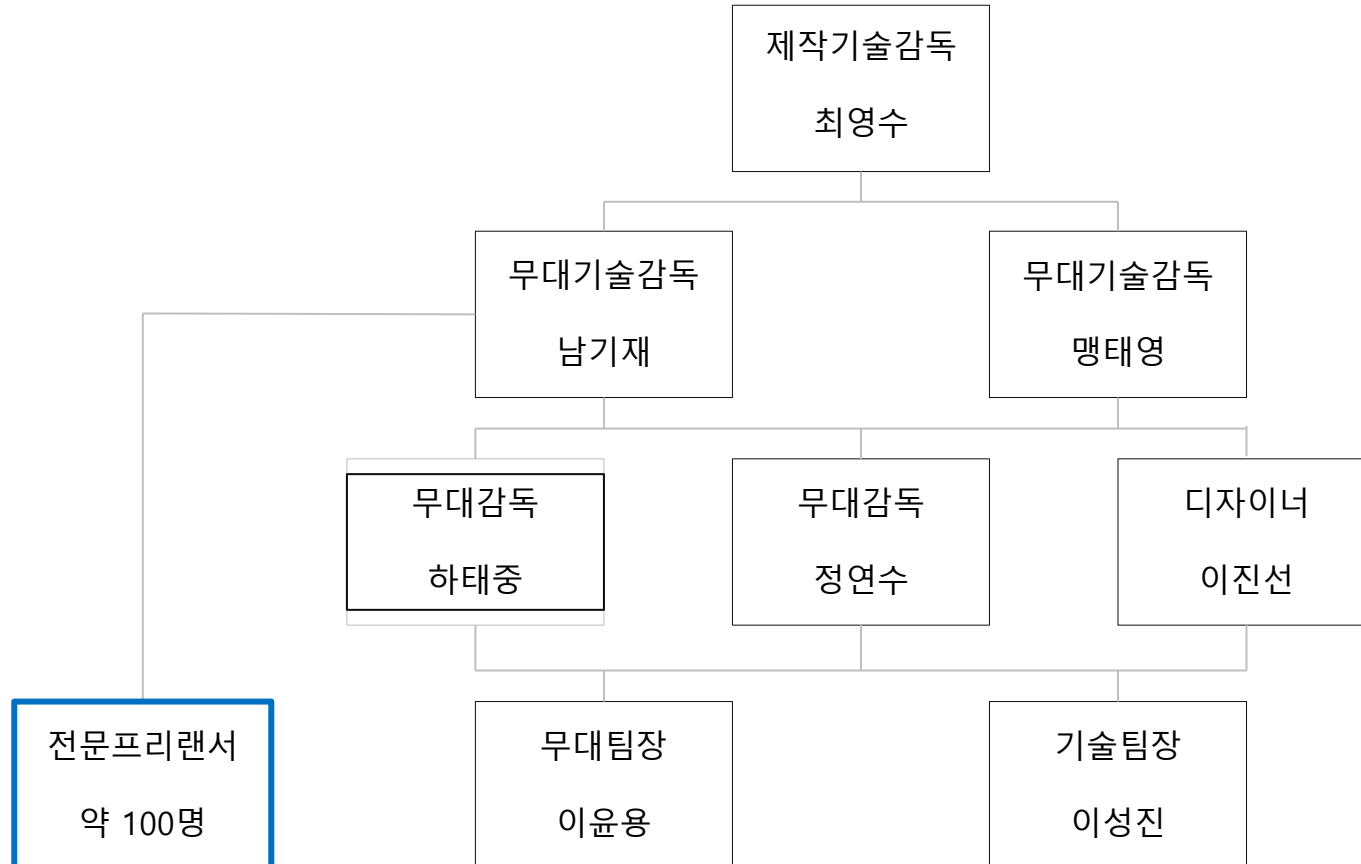 제작기술감독
최영수
무대기술감독
남기재
무대기술감독
맹태영
무대감독
하태중
무대감독
정연수
디자이너
이진선
전문프리랜서
약 100명
무대팀장
이윤용
기술팀장
이성진